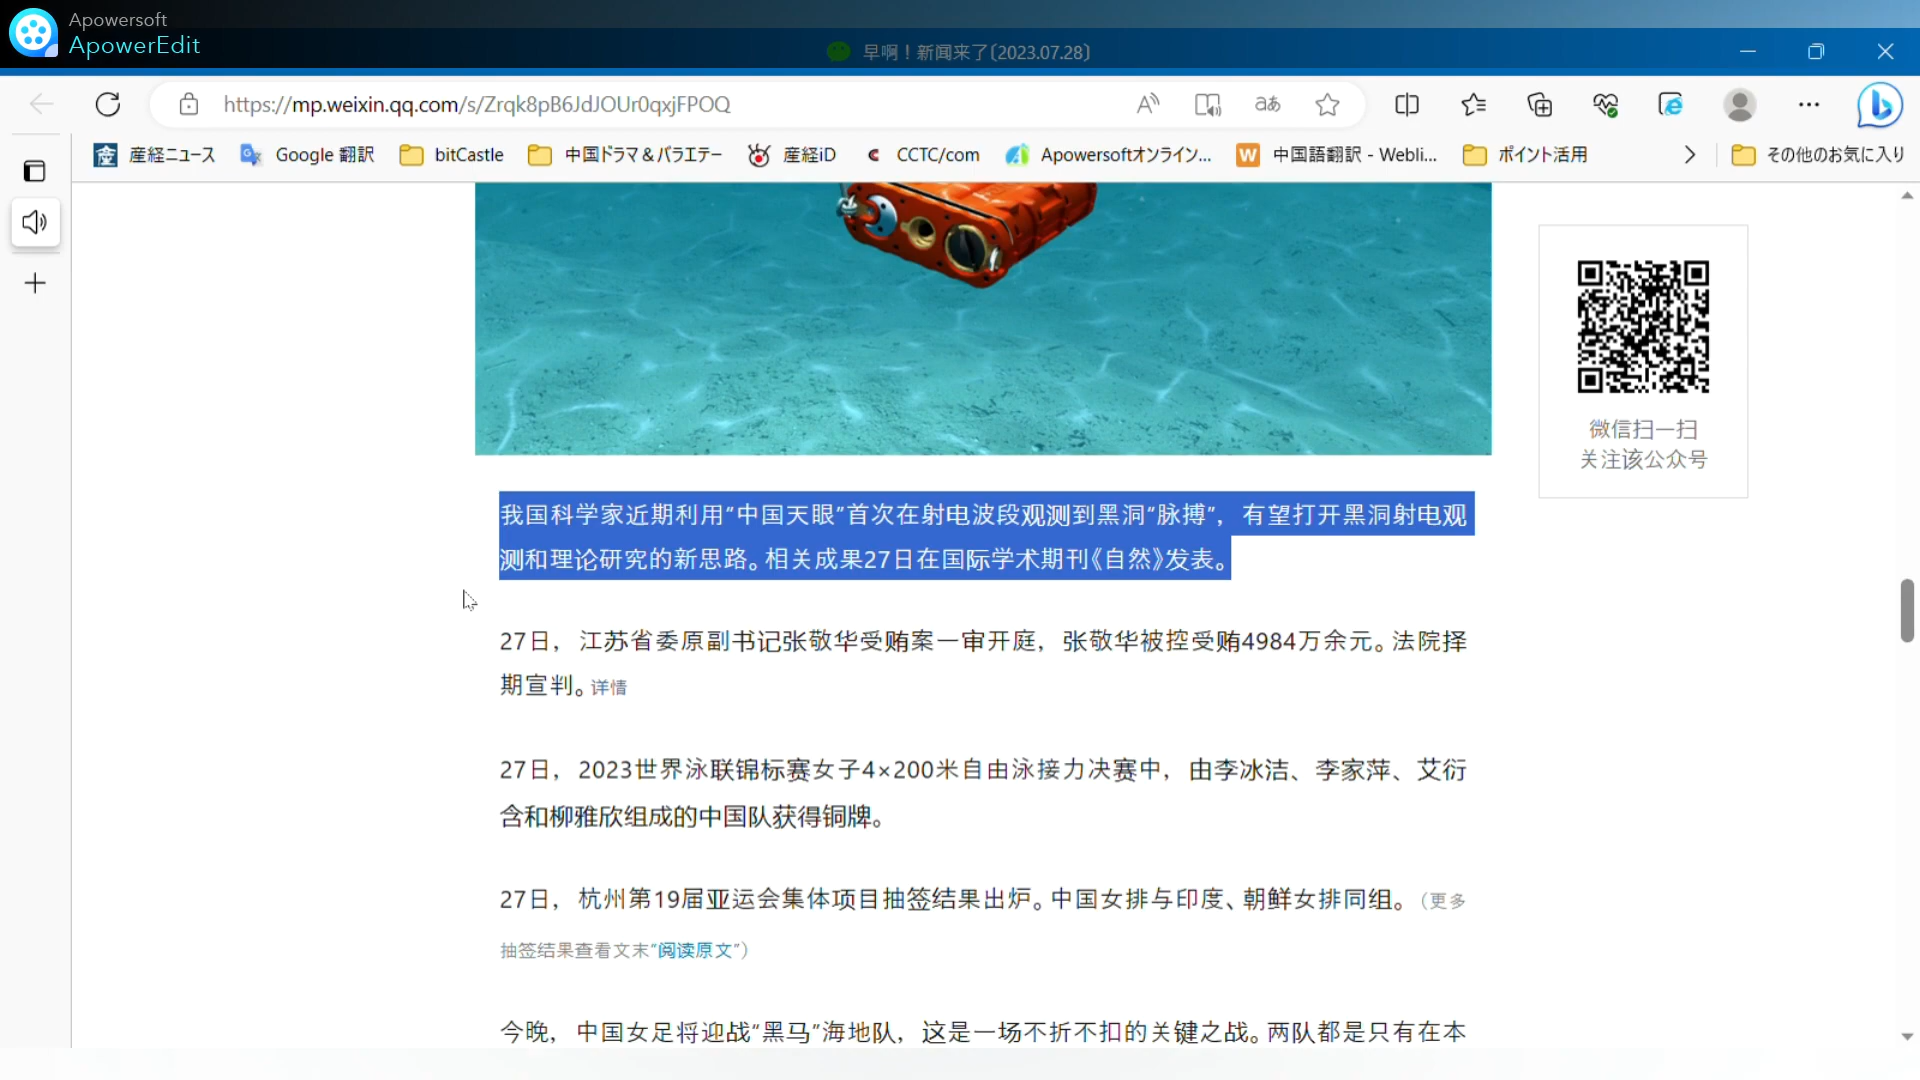 Apowersoft
ApowerEdit
早啊！新闻来了〔2023.07.28〕
https://mp.weixin.qq.com/s/Zrqk8pB6JdJOUr0qxjFPOQ
産経ニュース
Google 翻訳
bitCastle
中国ドラマ＆バラエテー
産経iD
CCTC/com
Apowersoftオンライン...
中国語翻訳 - Webli...
ポイント活用
その他のお気に入り
微信扫一扫
关注该公众号
我国科学家近期利用“中国天眼”首次在射电波段观测到黑洞“脉搏”，有望打开黑洞射电观
测和理论研究的新思路。相关成果27日在国际学术期刊《自然》发表。
27日，江苏省委原副书记张敬华受贿案一审开庭，张敬华被控受贿4984万余元。法院择
期宣判。详情
27日，2023世界泳联锦标赛女子4×200米自由泳接力决赛中，由李冰洁、李家萍、艾衍
含和柳雅欣组成的中国队获得铜牌。
27日，杭州第19届亚运会集体项目抽签结果出炉。中国女排与印度、朝鲜女排同组。（更多
抽签结果查看文末“阅读原文”）
今晚，中国女足将迎战“黑马”海地队，这是一场不折不扣的关键之战。两队都是只有在本